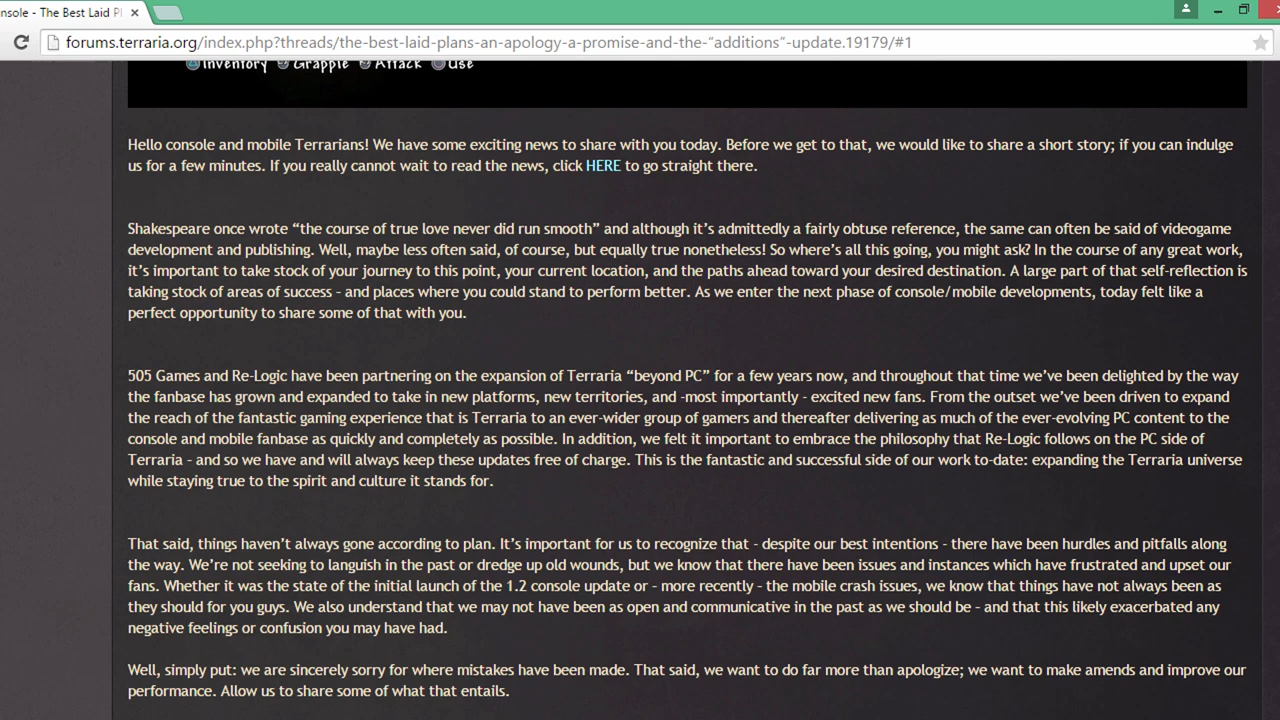 nsole - The Best Laid Pl
forums.terraria.org/index.php?threads/the-best-laid-plans-an-apology-a-promise-and-the-“additions”-update.19179/#1
Inventory Grapple Attack Use
Hello console and mobile Terrarians! We have some exciting news to share with you today. Before we get to that, we would like to share a short story; if you can indulge
us for a few minutes. If you really cannot wait to read the news, click HERE to go straight there.
Shakespeare once wrote “the course of true love never did run smooth” and although it’s admittedly a fairly obtuse reference, the same can often be said of videogame
development and publishing. Well, maybe less often said, of course, but equally true nonetheless! So where’s all this going, you might ask? In the course of any great work,
it’s important to take stock of your journey to this point, your current location, and the paths ahead toward your desired destination. A large part of that self-reflection is
taking stock of areas of success - and places where you could stand to perform better. As we enter the next phase of console/mobile developments, today felt like a
perfect opportunity to share some of that with you.
505 Games and Re-Logic have been partnering on the expansion of Terraria “beyond PC” for a few years now, and throughout that time we’ve been delighted by the way
the fanbase has grown and expanded to take in new platforms, new territories, and -most importantly - excited new fans. From the outset we’ve been driven to expand
the reach of the fantastic gaming experience that is Terraria to an ever-wider group of gamers and thereafter delivering as much of the ever-evolving PC content to the
console and mobile fanbase as quickly and completely as possible. In addition, we felt it important to embrace the philosophy that Re-Logic follows on the PC side of
Terraria - and so we have and will always keep these updates free of charge. This is the fantastic and successful side of our work to-date: expanding the Terraria universe
while staying true to the spirit and culture it stands for.
That said, things haven’t always gone according to plan. It’s important for us to recognize that - despite our best intentions - there have been hurdles and pitfalls along
the way. We’re not seeking to languish in the past or dredge up old wounds, but we know that there have been issues and instances which have frustrated and upset our
fans. Whether it was the state of the initial launch of the 1.2 console update or - more recently - the mobile crash issues, we know that things have not always been as
they should for you guys. We also understand that we may not have been as open and communicative in the past as we should be - and that this likely exacerbated any
negative feelings or confusion you may have had.
Well, simply put: we are sincerely sorry for where mistakes have been made. That said, we want to do far more than apologize; we want to make amends and improve our
performance. Allow us to share some of what that entails.